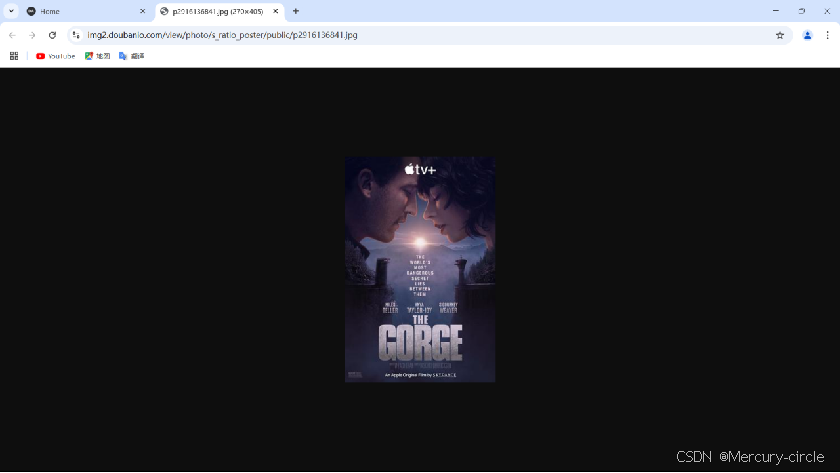 Home
p2916136841.jpg (270×405)
img2.doubanio.com/view/photo/s_ratio_poster/public/p2916136841.jpg
YouTube
地图
翻译
tv+
THE
WORLD'S
MOST
DANGEROUS
SECRET
LIES
BETWEEN
THEM
MILES TELLER
ANYA TAYLOR-JOY
SIGOURNEY WEAVER
THE
GORGE
An Apple Original Film by SKYDANCE
CSDN @Mercury-circle